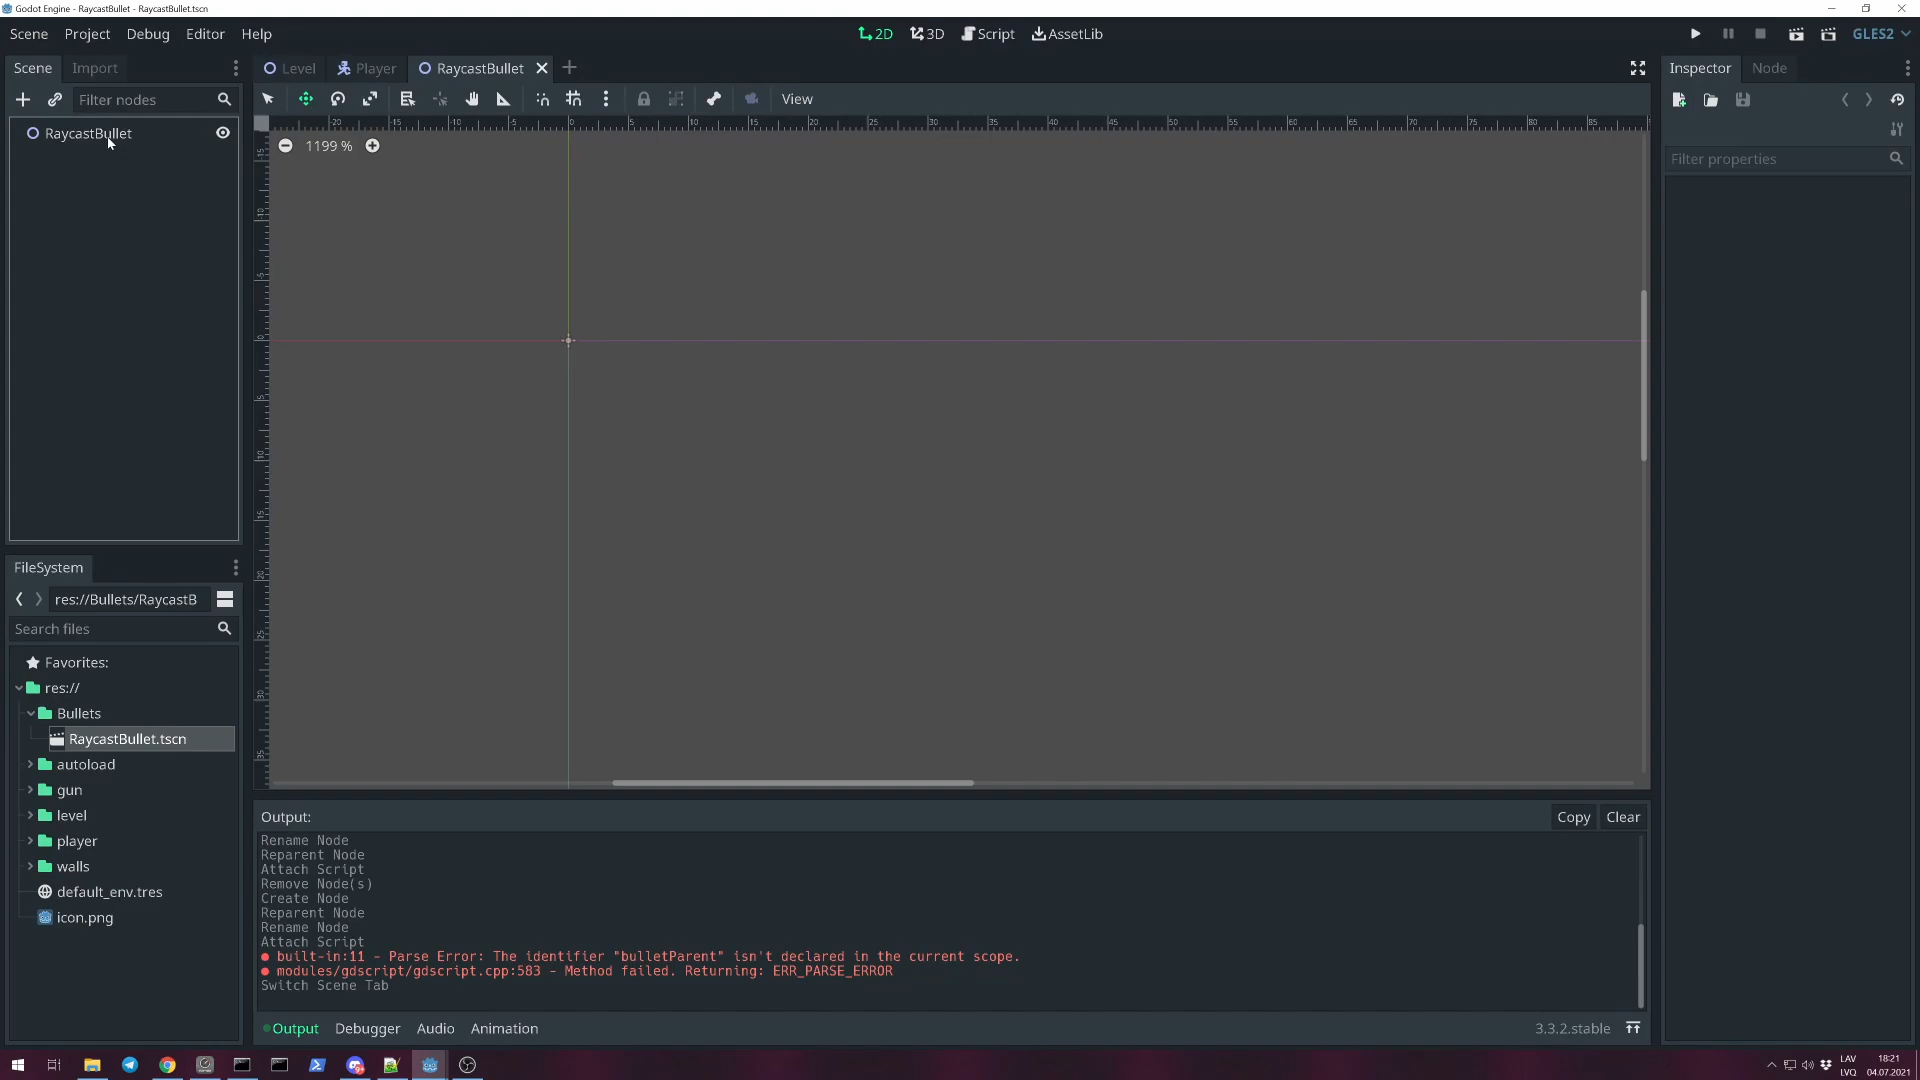 Godot Engine - RaycastBullet - RaycastBullet.tscn
Scene Project Debug Editor Help
2D 3D Script AssetLib
GLES2
Scene Import
Level Player RaycastBullet
Inspector Node
Filter nodes
View
RaycastBullet
1199 %
Filter properties
FileSystem
res://Bullets/RaycastB
Search files
Favorites:
res://
Bullets
RaycastBullet.tscn
autoload
gun
level
player
walls
default_env.tres
icon.png
Output:
Copy Clear
Rename Node
Reparent Node
Attach Script
Remove Node(s)
Create Node
Reparent Node
Rename Node
Attach Script
built-in:11 - Parse Error: The identifier "bulletParent" isn't declared in the current scope.
modules/gdscript/gdscript.cpp:583 - Method failed. Returning: ERR_PARSE_ERROR
Switch Scene Tab
Output Debugger Audio Animation
3.3.2.stable
LAV
LVQ
18:21
04.07.2021